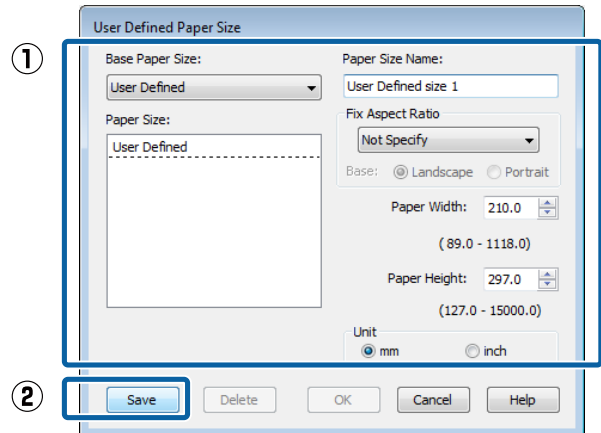 User Defined Paper Size
①
Base Paper Size:
User Defined
Paper Size:
User Defined
Paper Size Name:
User Defined size 1
Fix Aspect Ratio
Not Specify
Base: Landscape Portrait
Paper Width: 210.0
( 89.0 - 1118.0)
Paper Height: 297.0
(127.0 - 15000.0)
Unit
mm inch
②
Save Delete OK Cancel Help